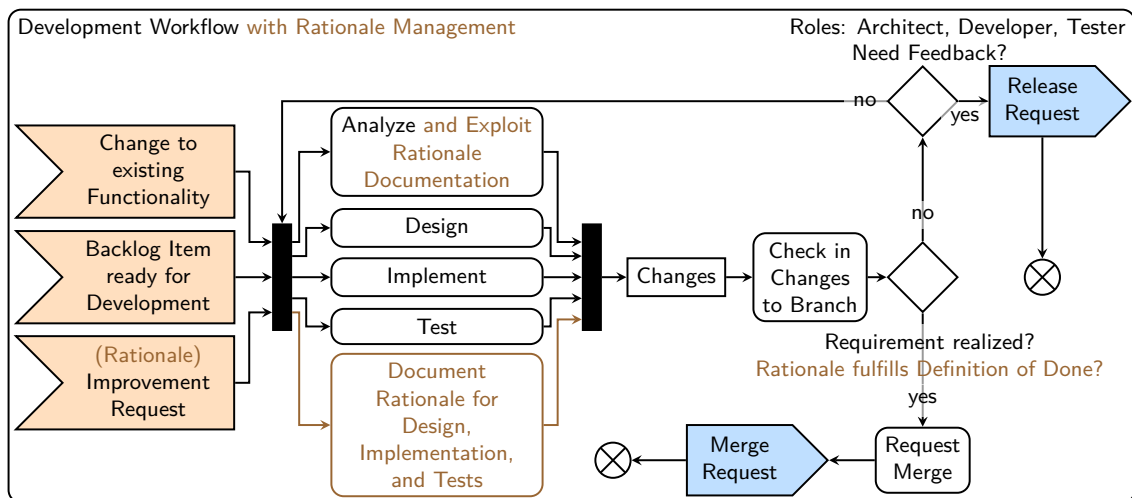 Development Workflow with Rationale Management
Roles: Architect, Developer, Tester
Need Feedback?
no
yes
Release
Request
Change to
existing
Functionality
Backlog Item
ready for
Development
(Rationale)
Improvement
Request
Analyze and Exploit
Rationale
Documentation
Design
Implement
Test
Document
Rationale for
Design,
Implementation,
and Tests
Changes
Check in
Changes
to Branch
no
Requirement realized?
Rationale fulfills Definition of Done?
yes
Request
Merge
Merge
Request